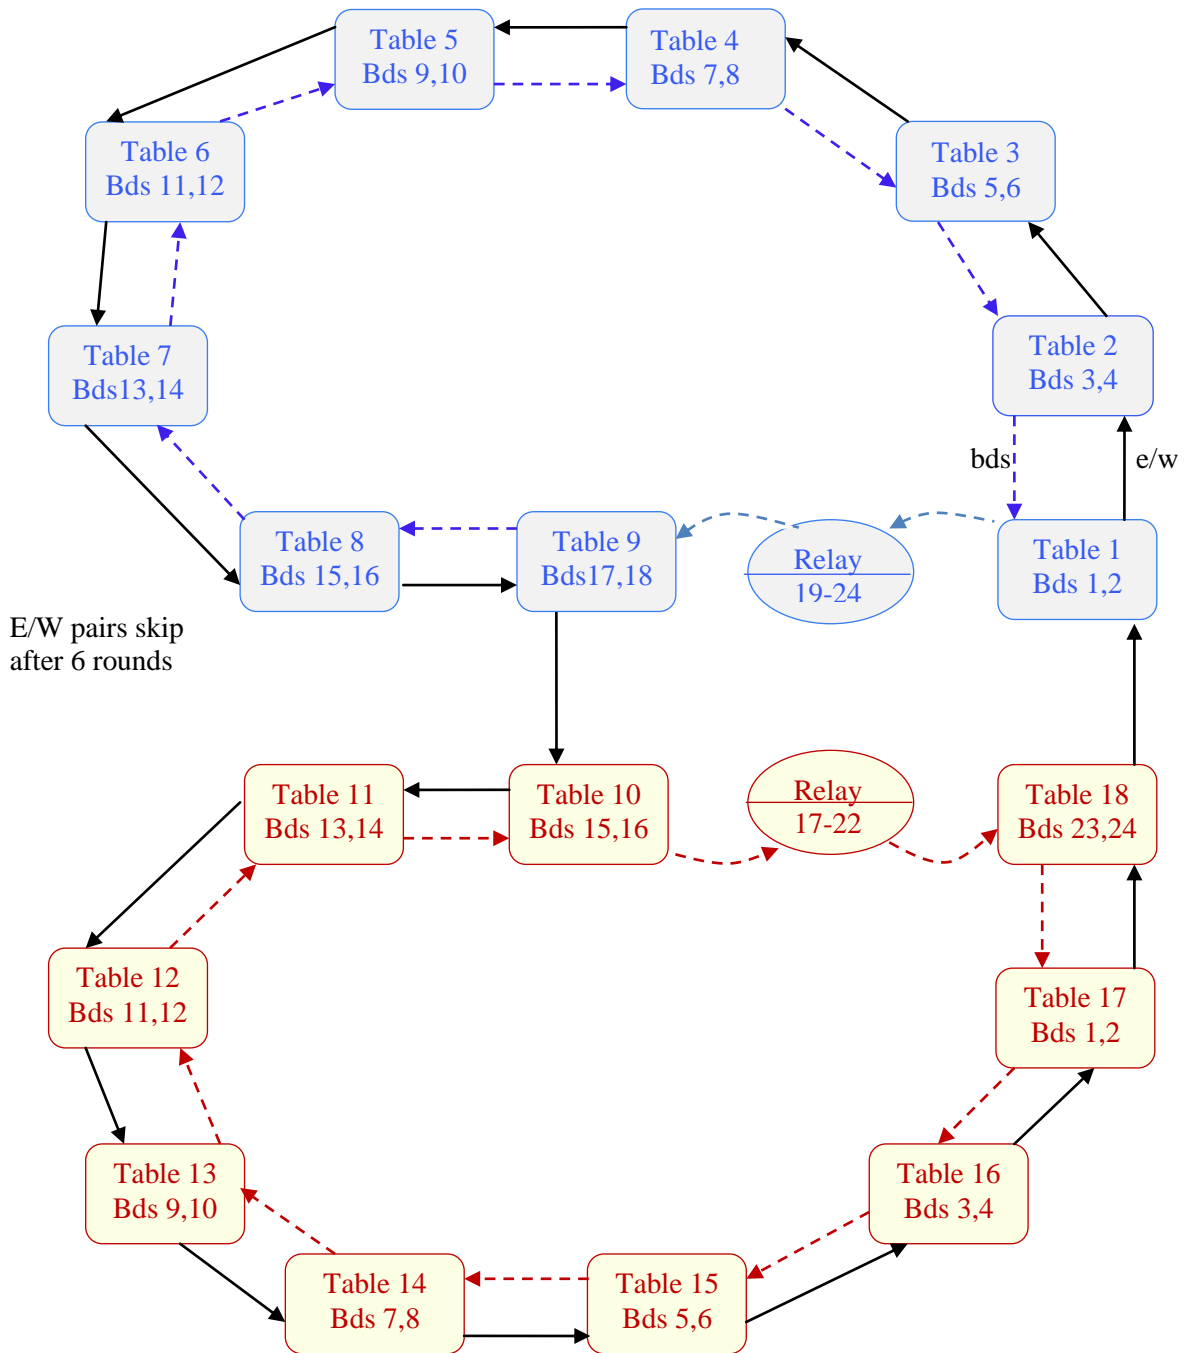 Table 5
Bds 9,10
Table 4
Bds 7,8
Table 3
Bds 5,6
Table 6
Bds 11,12
Table 7
Bds13,14
Table 2
Bds 3,4
bds
e/w
Table 8
Bds 15,16
Table 9
Bds17,18
Relay
19-24
Table 1
Bds 1,2
E/W pairs skip
after 6 rounds
Table 11
Bds 13,14
Table 10
Bds 15,16
Relay
17-22
Table 18
Bds 23,24
Table 12
Bds 11,12
Table 17
Bds 1,2
Table 13
Bds 9,10
Table 16
Bds 3,4
Table 14
Bds 7,8
Table 15
Bds 5,6